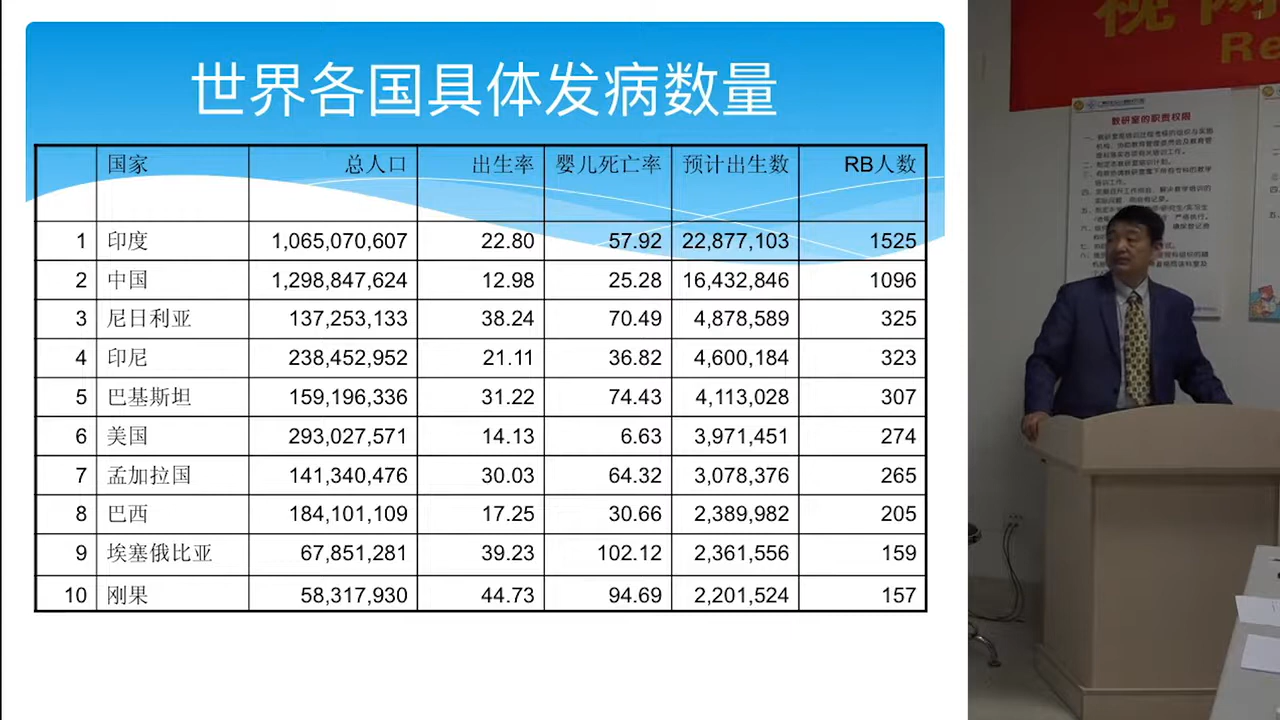 世界各国具体发病数量
国家 总人口 出生率 婴儿死亡率 预计出生数 RB人数
1 印度 1,065,070,607 22.80 57.92 22,877,103 1525
2 中国 1,298,847,624 12.98 25.28 16,432,846 1096
3 尼日利亚 137,253,133 38.24 70.49 4,878,589 325
4 印尼 238,452,952 21.11 36.82 4,600,184 323
5 巴基斯坦 159,196,336 31.22 74.43 4,113,028 307
6 美国 293,027,571 14.13 6.63 3,971,451 274
7 孟加拉国 141,340,476 30.03 64.32 3,078,376 265
8 巴西 184,101,109 17.25 30.66 2,389,982 205
9 埃塞俄比亚 67,851,281 39.23 102.12 2,361,556 159
10 刚果 58,317,930 44.73 94.69 2,201,524 157
视网
Re
教研室的职责权限